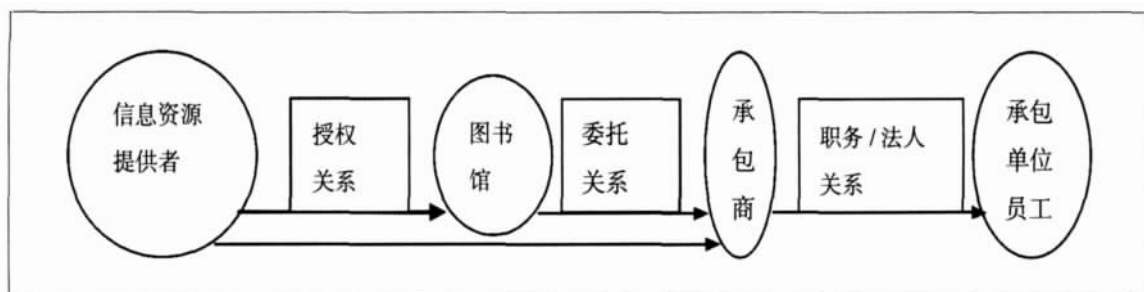 信息资源
提供者
授权
关系
图书
馆
委托
关系
承
包
商
职务 / 法人
关系
承包
单位
员工